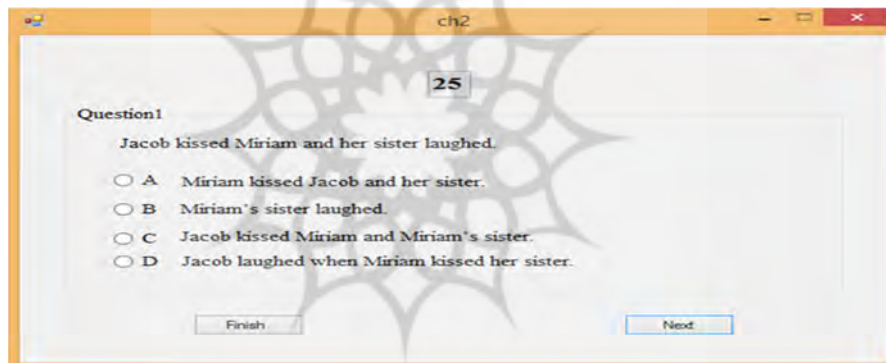 ch2
25
Question1
Jacob kissed Miriam and her sister laughed.
A Miriam kissed Jacob and her sister.
B Miriam's sister laughed.
C Jacob kissed Miriam and Miriam's sister.
D Jacob laughed when Miriam kissed her sister.
Finish Next